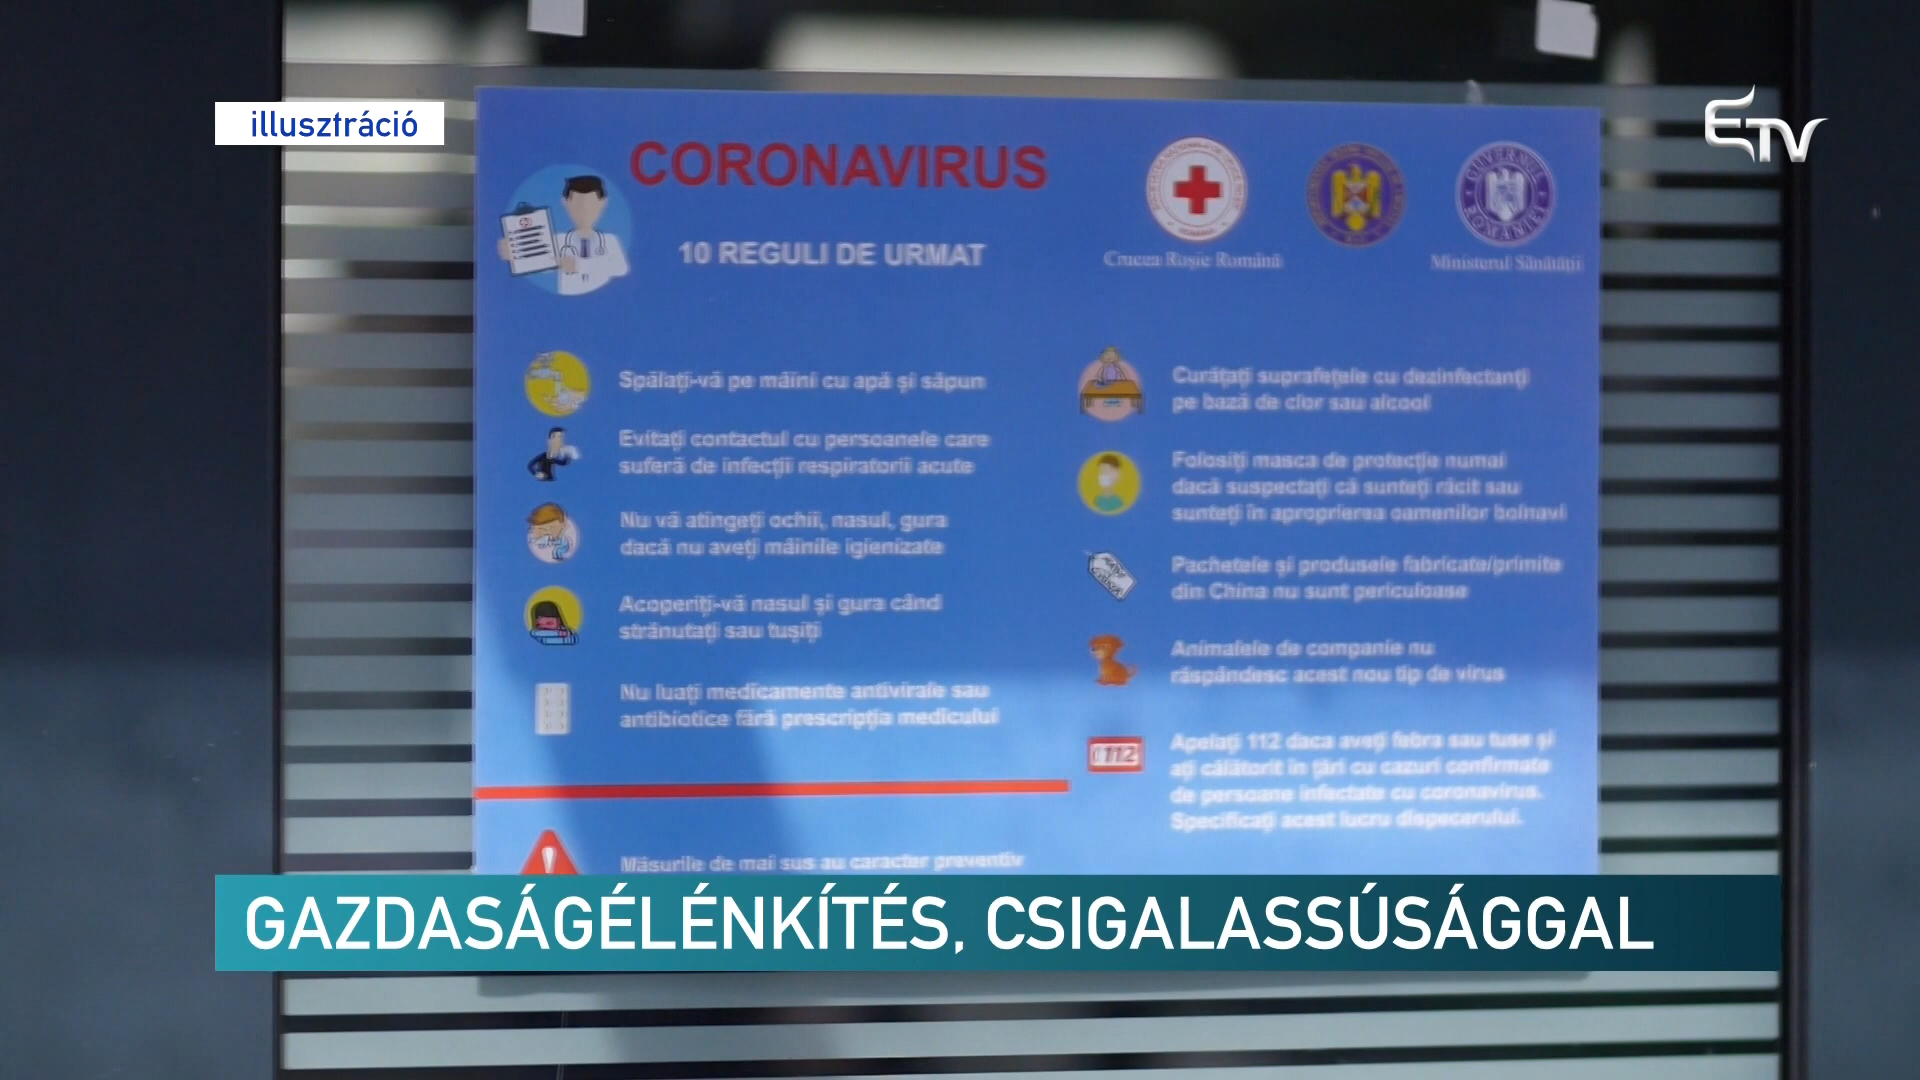 illusztráció
ETV
CORONAVIRUS
10 REGULI DE URMAT
Crucea Roșie Română
GUVERNUL ROMÂNIEI
Ministerul Sănătății
Spălați-vă pe mâini cu apă și săpun
Evitați contactul cu persoanele care
suferă de infecții respiratorii acute
Nu vă atingeți ochii, nasul, gura
dacă nu aveți mâinile igienizate
Acoperiți-vă nasul și gura când
strănutați sau tușiți
Nu luați medicamente antivirale sau
antibiotice fără prescripția medicului
Curățați suprafețele cu dezinfectanți
pe bază de clor sau alcool
Folosiți masca de protecție numai
dacă suspectați că sunteți răcit sau
sunteți în aproprierea oamenilor bolnavi
Pachetele și produsele fabricate/primite
din China nu sunt periculoase
Animalele de companie nu
răspândesc acest nou tip de virus
112
Apelați 112 daca aveți febra sau tuse și
ați călătorit în țări cu cazuri confirmate
de persoane infectate cu coronavirus.
Specificați acest lucru dispecerului.
Măsurile de mai sus au caracter preventiv
GAZDASÁGÉLÉNKÍTÉS, CSIGALASSÚSÁGGAL